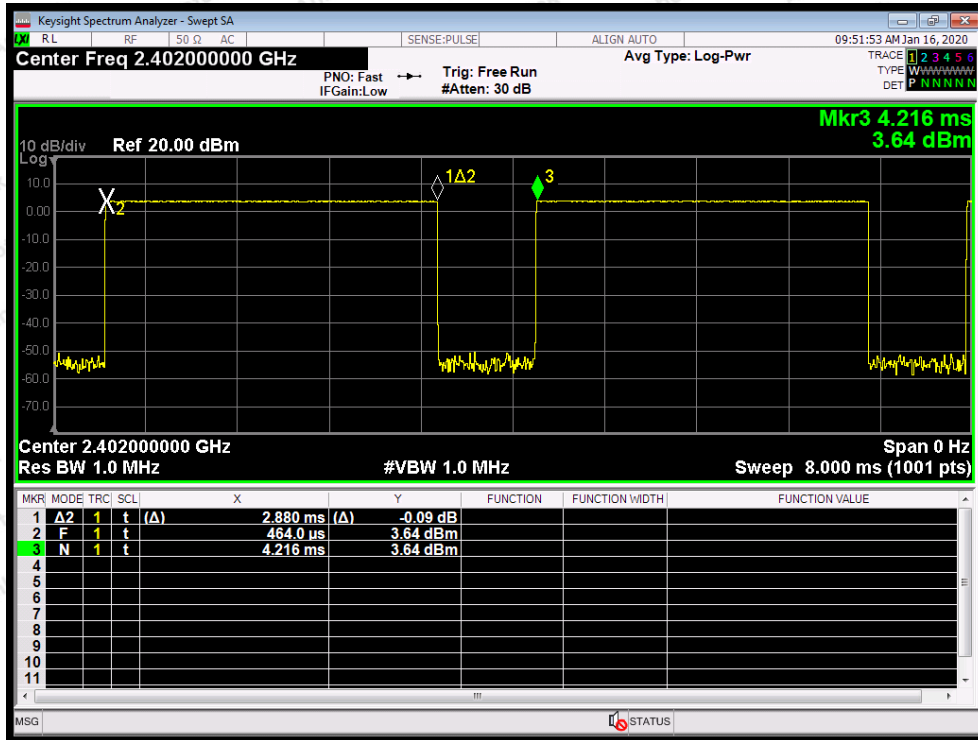 Keysight Spectrum Analyzer - Swept SA
LXI RL RF 50 Ω AC SENSE:PULSE ALIGN AUTO 09:51:53 AM Jan 16, 2020
Center Freq 2.402000000 GHz Avg Type: Log-Pwr TRACE 1 2 3 4 5 6
PNO: Fast Trig: Free Run TYPE WWWWWW
IFGain:Low #Atten: 30 dB DET P N N N N N
Mkr3 4.216 ms
10 dB/div Ref 20.00 dBm 3.64 dBm
Log
10.0 1Δ2 3
0.00 2
-10.0
-20.0
-30.0
-40.0
-50.0
-60.0
-70.0
Center 2.402000000 GHz Span 0 Hz
Res BW 1.0 MHz #VBW 1.0 MHz Sweep 8.000 ms (1001 pts)
MKR MODE TRC SCL X Y FUNCTION FUNCTION WIDTH FUNCTION VALUE
1 Δ2 1 t (Δ) 2.880 ms (Δ) -0.09 dB
2 F 1 t 464.0 µs 3.64 dBm
3 N 1 t 4.216 ms 3.64 dBm
4
5
6
7
8
9
10
11
MSG STATUS